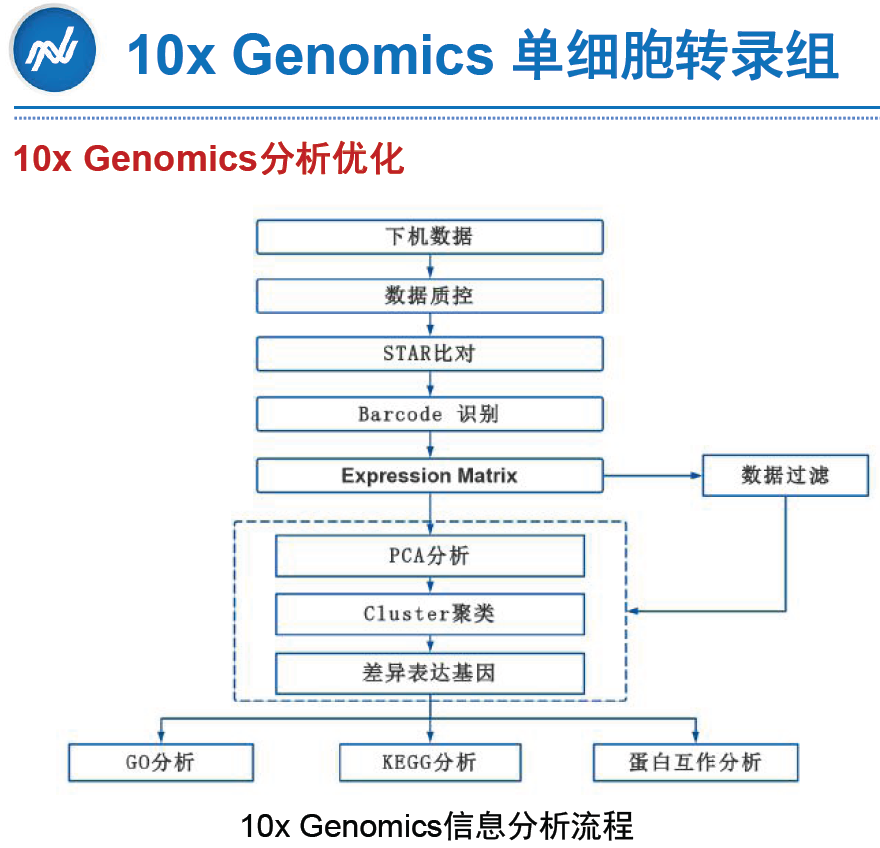 10x Genomics 单细胞转录组
10x Genomics分析优化
下机数据
数据质控
STAR比对
Barcode 识别
Expression Matrix
数据过滤
PCA分析
Cluster聚类
差异表达基因
GO分析
KEGG分析
蛋白互作分析
10x Genomics信息分析流程